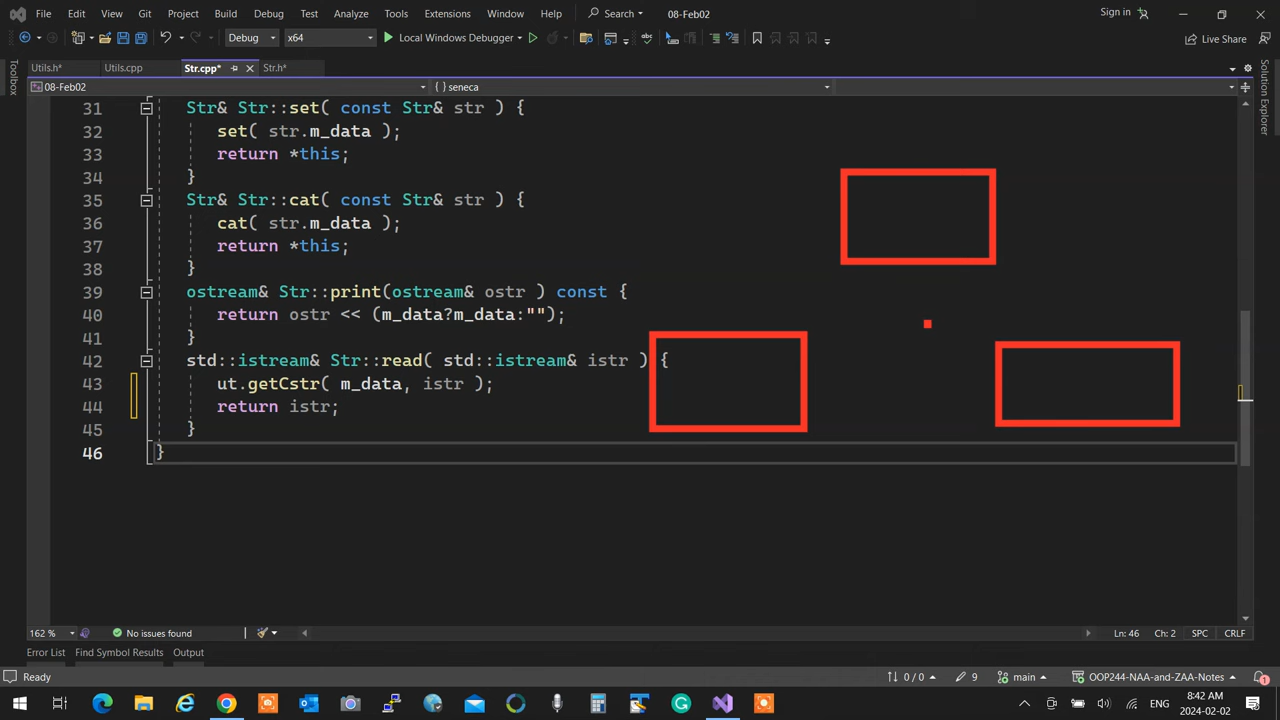 File Edit View Git Project Build Debug Test Analyze Tools Extensions Window Help Search 08-Feb02 Sign in
Debug x64 Local Windows Debugger Live Share
Toolbox
Utils.h* Utils.cpp Str.cpp* Str.h*
Solution Explorer
08-Feb02 { } seneca
31 Str& Str::set( const Str& str ) {
32 set( str.m_data );
33 return *this;
34 }
35 Str& Str::cat( const Str& str ) {
36 cat( str.m_data );
37 return *this;
38 }
39 ostream& Str::print(ostream& ostr ) const {
40 return ostr << (m_data?m_data:"");
41 }
42 std::istream& Str::read( std::istream& istr ) {
43 ut.getCstr( m_data, istr );
44 return istr;
45 }
46 }
162 % No issues found Ln: 46 Ch: 2 SPC CRLF
Error List Find Symbol Results Output
Ready 0 / 0 9 main OOP244-NAA-and-ZAA-Notes 1
ENG 8:42 AM
2024-02-02